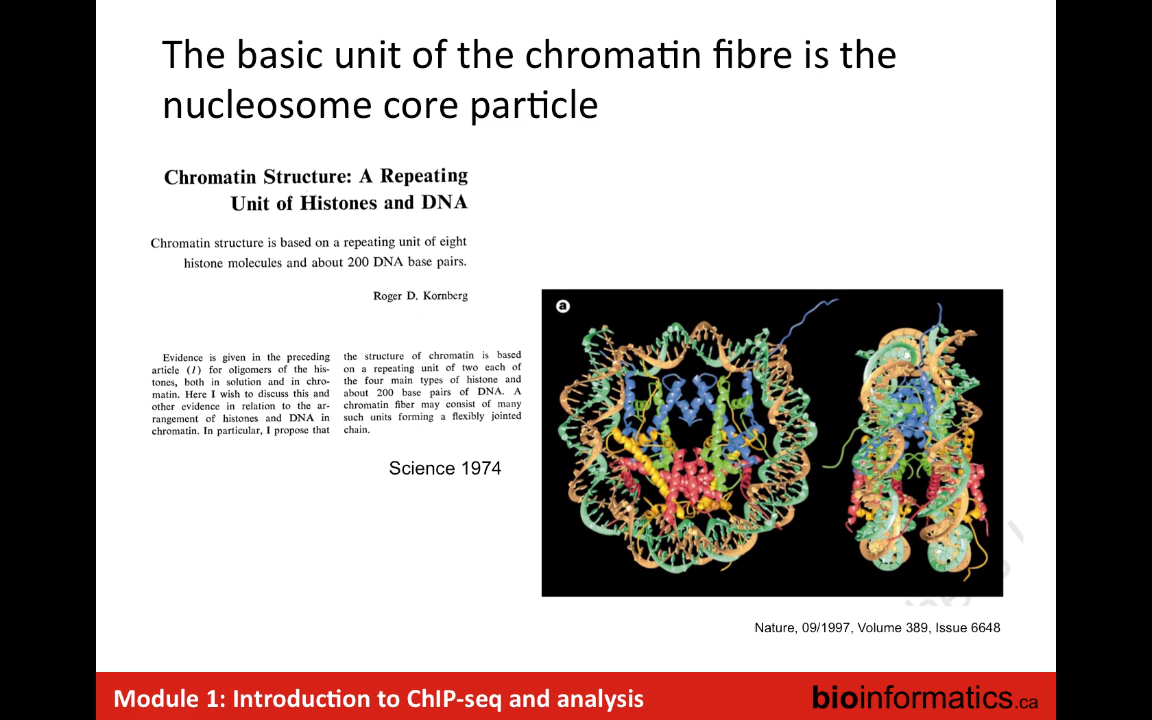 The basic unit of the chromatin fibre is the
nucleosome core particle
Chromatin Structure: A Repeating
Unit of Histones and DNA
Chromatin structure is based on a repeating unit of eight
histone molecules and about 200 DNA base pairs.
Roger D. Kornberg
Evidence is given in the preceding
article (1) for oligomers of the his-
tones, both in solution and in chro-
matin. Here I wish to discuss this and
other evidence in relation to the ar-
rangement of histones and DNA in
chromatin. In particular, I propose that
the structure of chromatin is based
on a repeating unit of two each of
the four main types of histone and
about 200 base pairs of DNA. A
chromatin fiber may consist of many
such units forming a flexibly jointed
chain.
Science 1974
a
Nature, 09/1997, Volume 389, Issue 6648
Module 1: Introduction to ChIP-seq and analysis
bioinformatics.ca